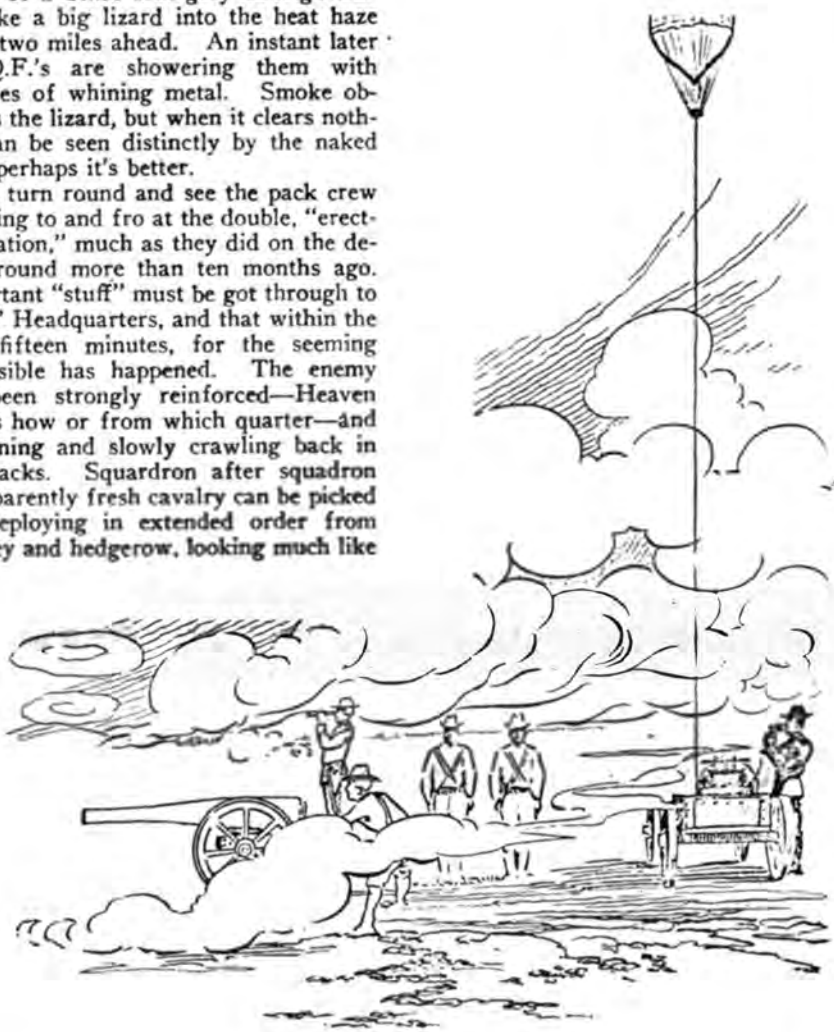 ke a big lizard into the heat haze
two miles ahead. An instant later
Q.F.'s are showering them with
es of whining metal. Smoke ob-
s the lizard, but when it clears noth-
an be seen distinctly by the naked
perhaps it's better.
turn round and see the pack crew
ing to and fro at the double, "erect-
ation," much as they did on the de-
round more than ten months ago.
rtant "stuff" must be got through to
" Headquarters, and that within the
fifteen minutes, for the seeming
sible has happened. The enemy
been strongly reinforced—Heaven
s how or from which quarter—and
ning and slowly crawling back in
acks. Squardron after squadron
parently fresh cavalry can be picked
eploying in extended order from
ey and hedgerow, looking much like